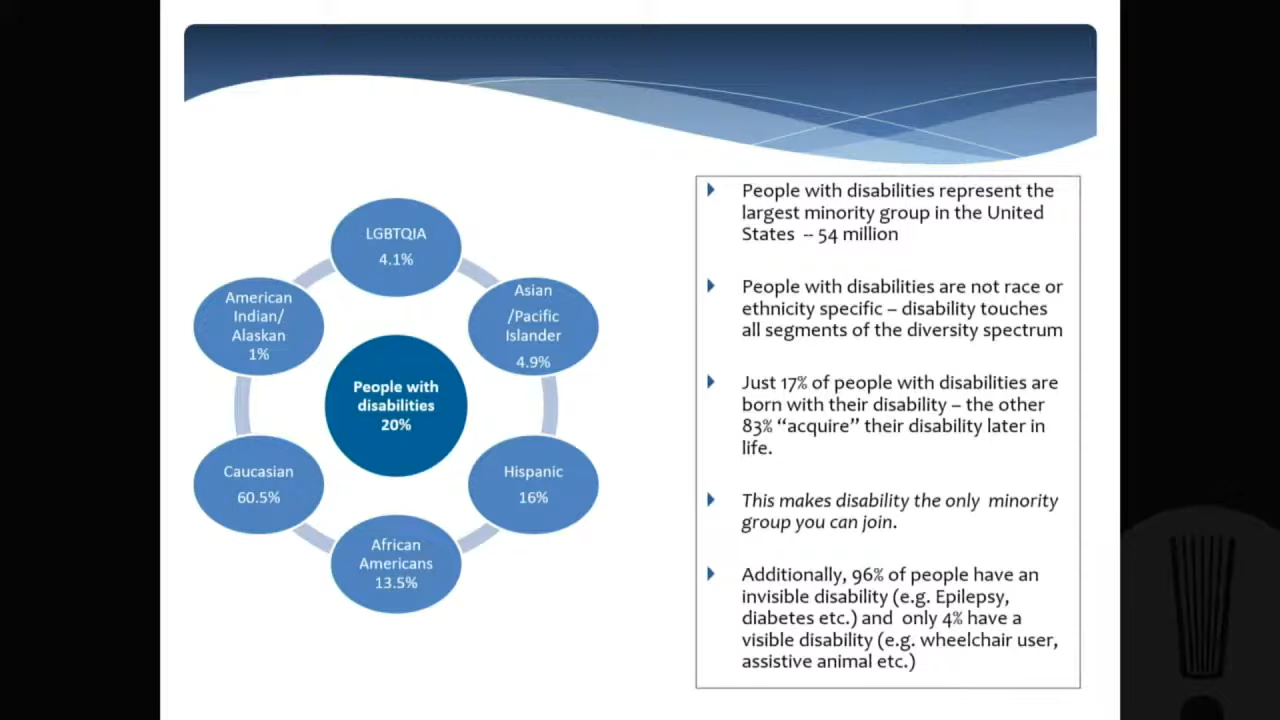 LGBTQIA
4.1%
Asian
/Pacific
Islander
4.9%
Hispanic
16%
African
Americans
13.5%
Caucasian
60.5%
American
Indian/
Alaskan
1%
People with
disabilities
20%
People with disabilities represent the
largest minority group in the United
States -- 54 million
People with disabilities are not race or
ethnicity specific – disability touches
all segments of the diversity spectrum
Just 17% of people with disabilities are
born with their disability – the other
83% “acquire” their disability later in
life.
This makes disability the only minority
group you can join.
Additionally, 96% of people have an
invisible disability (e.g. Epilepsy,
diabetes etc.) and only 4% have a
visible disability (e.g. wheelchair user,
assistive animal etc.)